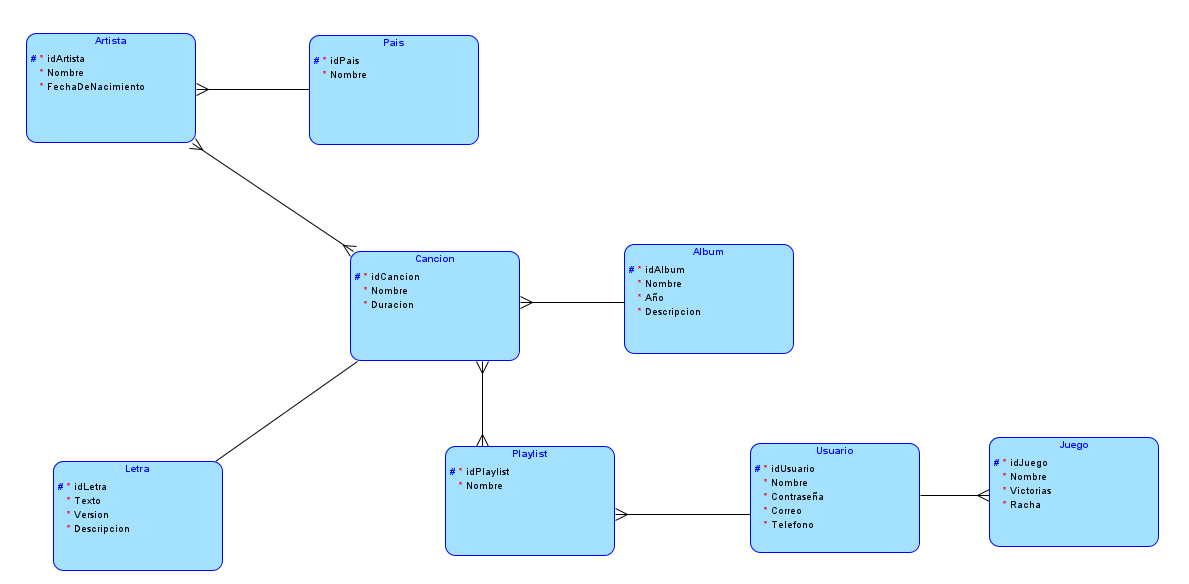 Artista
# * idArtista
* Nombre
* FechaDeNacimiento
Pais
# * idPais
* Nombre
Cancion
# * idCancion
* Nombre
* Duracion
Album
# * idAlbum
* Nombre
* Año
* Descripcion
Letra
# * idLetra
* Texto
* Version
* Descripcion
Playlist
# * idPlaylist
* Nombre
Usuario
# * idUsuario
* Nombre
* Contraseña
* Correo
* Telefono
Juego
# * idJuego
* Nombre
* Victorias
* Racha